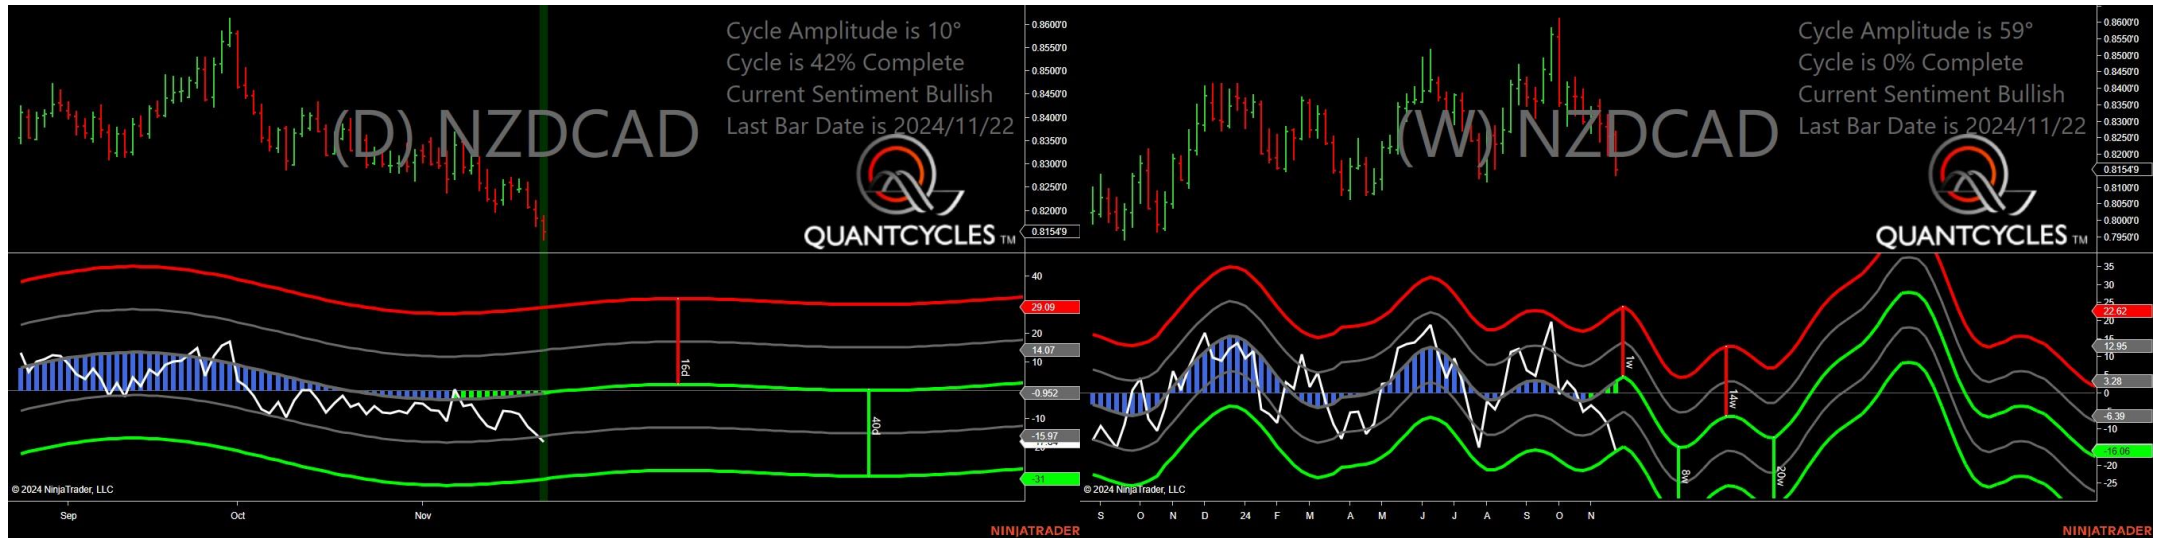 Cycle Amplitude is 10°
Cycle is 42% Complete
Current Sentiment Bullish
Last Bar Date is 2024/11/22
(D) NZDCAD
QUANTCYCLES TM
0.8600'0
0.8550'0
0.8500'0
0.8450'0
0.8400'0
0.8350'0
0.8300'0
0.8250'0
0.8200'0
0.8154'9
40
29.09
20
14.07
10
-0.952
-10
-15.97
-31
16d
40d
© 2024 NinjaTrader, LLC
Sep
Oct
Nov
NINJATRADER
Cycle Amplitude is 59°
Cycle is 0% Complete
Current Sentiment Bullish
Last Bar Date is 2024/11/22
(W) NZDCAD
QUANTCYCLES TM
0.8600'0
0.8550'0
0.8500'0
0.8450'0
0.8400'0
0.8350'0
0.8300'0
0.8250'0
0.8200'0
0.8154'9
0.8100'0
0.8050'0
0.8000'0
0.7950'0
35
30
25
22.62
20
12.95
10
5
3.28
0
-6.39
-10
-16.06
-20
-25
1w
14w
8w
20w
© 2024 NinjaTrader, LLC
S O N D 24 F M A M J J A S O N
NINJATRADER